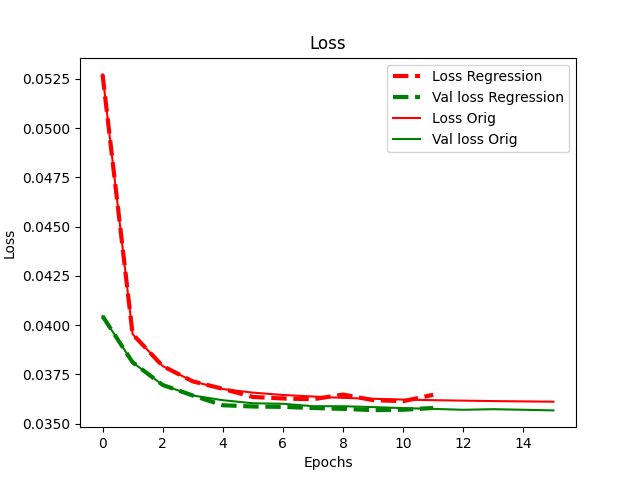 Loss
Loss Regression
Val loss Regression
Loss Orig
Val loss Orig
0.0525
0.0500
0.0475
0.0450
0.0425
0.0400
0.0375
0.0350
Loss
0 2 4 6 8 10 12 14
Epochs